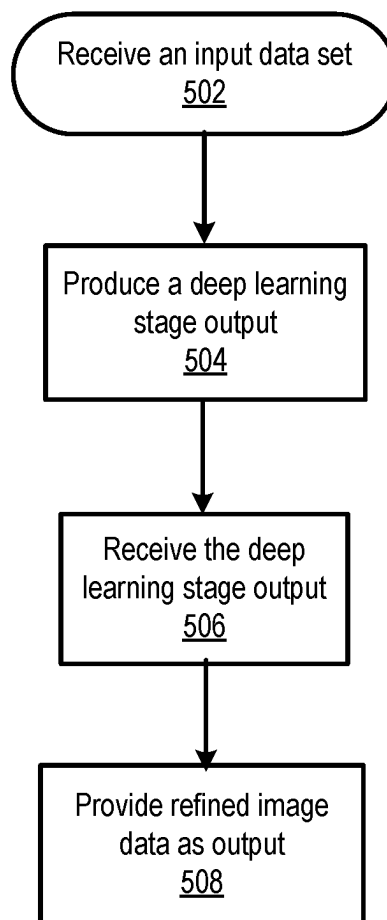 Receive an input data set
502
Produce a deep learning
stage output
504
Receive the deep
learning stage output
506
Provide refined image
data as output
508